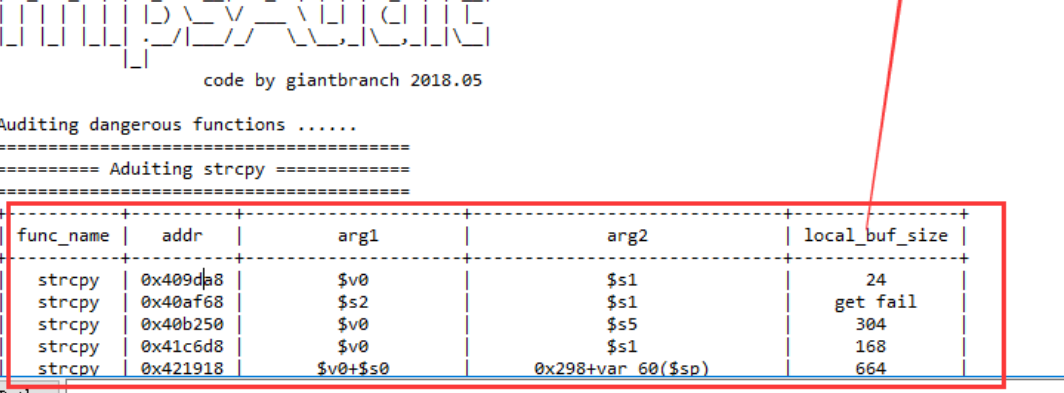 code by giantbranch 2018.05
Auditing dangerous functions ......
=========================================
========== Aduiting strcpy =============
=========================================
func_name | addr | arg1 | arg2 | local_buf_size |
strcpy | 0x409da8 | $v0 | $s1 | 24 |
strcpy | 0x40af68 | $s2 | $s1 | get fail |
strcpy | 0x40b250 | $v0 | $s5 | 304 |
strcpy | 0x41c6d8 | $v0 | $s1 | 168 |
strcpy | 0x421918 | $v0+$s0 | 0x298+var_60($sp) | 664 |